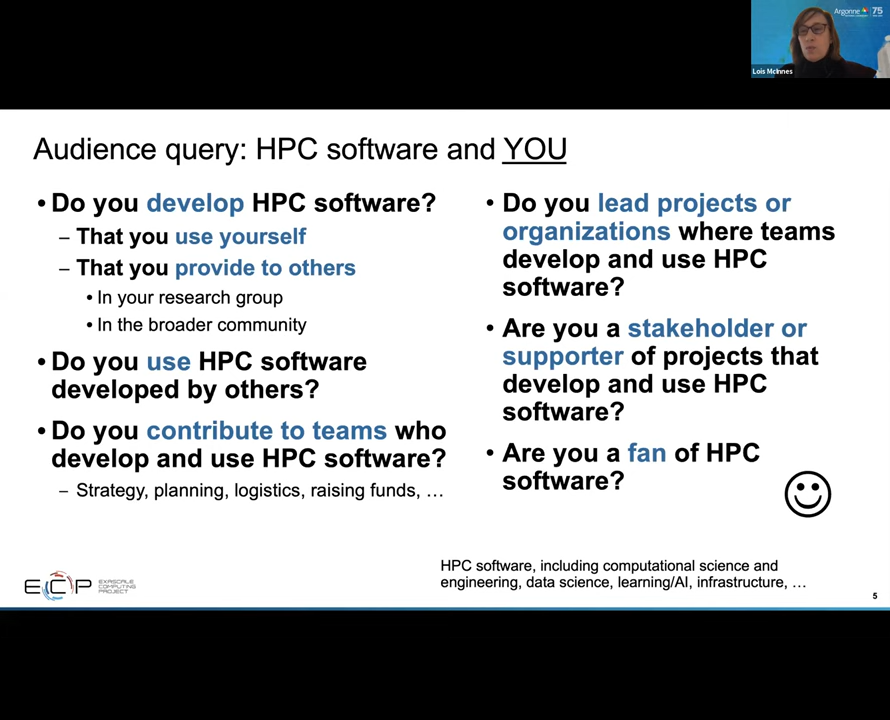 Argonne 75
Lois McInnes
Audience query: HPC software and YOU
• Do you develop HPC software?
– That you use yourself
– That you provide to others
• In your research group
• In the broader community
• Do you use HPC software
developed by others?
• Do you contribute to teams who
develop and use HPC software?
– Strategy, planning, logistics, raising funds, …
• Do you lead projects or
organizations where teams
develop and use HPC
software?
• Are you a stakeholder or
supporter of projects that
develop and use HPC
software?
• Are you a fan of HPC
software?
HPC software, including computational science and
engineering, data science, learning/AI, infrastructure, …
ECP
EXASCALE
COMPUTING
PROJECT
5